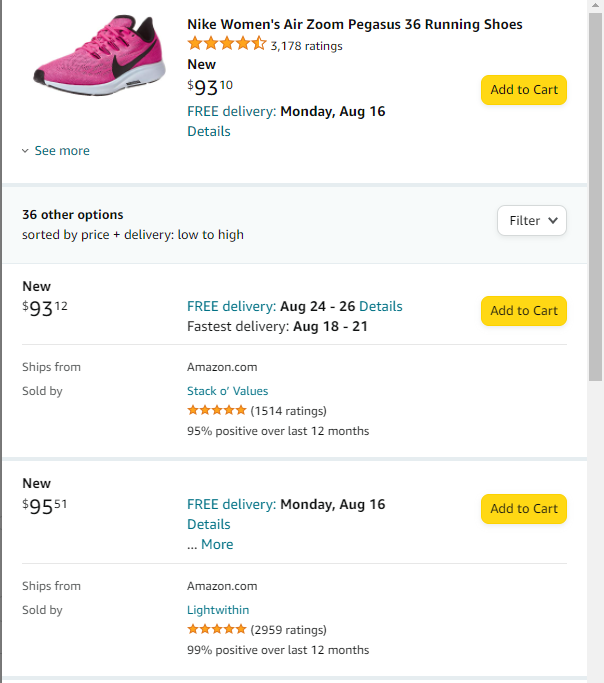 Nike Women's Air Zoom Pegasus 36 Running Shoes
3,178 ratings
New
$93 10
Add to Cart
FREE delivery: Monday, Aug 16
Details
See more
36 other options
sorted by price + delivery: low to high
Filter
New
$93 12
FREE delivery: Aug 24 - 26 Details
Fastest delivery: Aug 18 - 21
Add to Cart
Ships from Amazon.com
Sold by Stack o' Values
(1514 ratings)
95% positive over last 12 months
New
$95 51
FREE delivery: Monday, Aug 16
Details
... More
Add to Cart
Ships from Amazon.com
Sold by Lightwithin
(2959 ratings)
99% positive over last 12 months